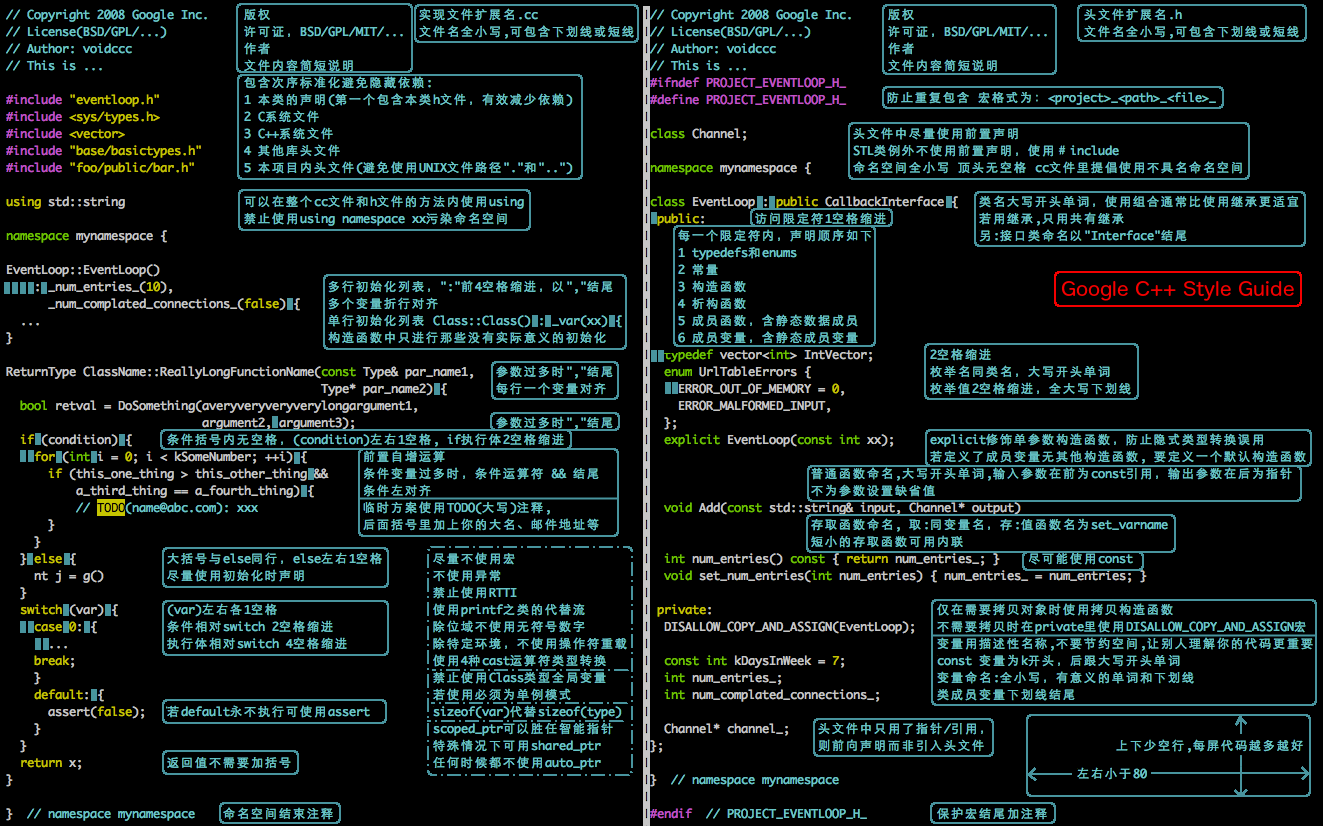 // Copyright 2008 Google Inc.
// License(BSD/GPL/...)
// Author: voidccc
// This is ...
版权
许可证，BSD/GPL/MIT/...
作者
文件内容简短说明
实现文件扩展名.cc
文件名全小写,可包含下划线或短线
#include "eventloop.h"
#include <sys/types.h>
#include <vector>
#include "base/basictypes.h"
#include "foo/public/bar.h"
包含次序标准化避免隐藏依赖：
1 本类的声明(第一个包含本类h文件，有效减少依赖)
2 C系统文件
3 C++系统文件
4 其他库头文件
5 本项目内头文件(避免使用UNIX文件路径"."和"..")
using std::string
可以在整个cc文件和h文件的方法内使用using
禁止使用using namespace xx污染命名空间
namespace mynamespace {
EventLoop::EventLoop()
: _num_entries_(10),
_num_complated_connections_(false) {
...
}
多行初始化列表，":"前4空格缩进，以","结尾
多个变量折行对齐
单行初始化列表 Class::Class() : _var(xx) {
构造函数中只进行那些没有实际意义的初始化
ReturnType ClassName::ReallyLongFunctionName(const Type& par_name1,
Type* par_name2) {
参数过多时","结尾
每行一个变量对齐
bool retval = DoSomething(averyveryveryverylongargument1,
argument2, argument3);
参数过多时","结尾
if (condition) {
条件括号内无空格，(condition)左右1空格，if执行体2空格缩进
for (int i = 0; i < kSomeNumber; ++i) {
前置自增运算
if (this_one_thing > this_other_thing &&
a_third_thing == a_fourth_thing) {
条件变量过多时，条件运算符 && 结尾
条件左对齐
// TODO(name@abc.com): xxx
临时方案使用TODO(大写)注释，
后面括号里加上你的大名、邮件地址等
}
}
} else {
nt j = g()
}
大括号与else同行，else左右1空格
尽量使用初始化时声明
switch (var) {
case 0: {
...
break;
}
(var)左右各1空格
条件相对switch 2空格缩进
执行体相对switch 4空格缩进
default: {
assert(false);
若default永不执行可使用assert
}
}
return x;
返回值不需要加括号
}
} // namespace mynamespace
命名空间结束注释
尽量不使用宏
不使用异常
禁止使用RTTI
使用printf之类的代替流
除位域不使用无符号数字
除特定环境，不使用操作符重载
使用4种cast运算符类型转换
禁止使用Class类型全局变量
若使用必须为单例模式
sizeof(var)代替sizeof(type)
scoped_ptr可以胜任智能指针
特殊情况下可用shared_ptr
任何时候都不使用auto_ptr
// Copyright 2008 Google Inc.
// License(BSD/GPL/...)
// Author: voidccc
// This is ...
版权
许可证，BSD/GPL/MIT/...
作者
文件内容简短说明
头文件扩展名.h
文件名全小写,可包含下划线或短线
#ifndef PROJECT_EVENTLOOP_H_
#define PROJECT_EVENTLOOP_H_
防止重复包含 宏格式为：<project>_<path>_<file>_
class Channel;
namespace mynamespace {
头文件中尽量使用前置声明
STL类例外不使用前置声明，使用＃include
命名空间全小写 顶头无空格 cc文件里提倡使用不具名命名空间
class EventLoop : public CallbackInterface {
public:
访问限定符1空格缩进
类名大写开头单词，使用组合通常比使用继承更适宜
若用继承,只用共有继承
另:接口类命名以"Interface"结尾
每一个限定符内，声明顺序如下
1 typedefs和enums
2 常量
3 构造函数
4 析构函数
5 成员函数，含静态数据成员
6 成员变量，含静态成员变量
Google C++ Style Guide
typedef vector<int> IntVector;
enum UrlTableErrors {
ERROR_OUT_OF_MEMORY = 0,
ERROR_MALFORMED_INPUT,
};
2空格缩进
枚举名同类名，大写开头单词
枚举值2空格缩进，全大写下划线
explicit EventLoop(const int xx);
explicit修饰单参数构造函数，防止隐式类型转换误用
若定义了成员变量无其他构造函数，要定义一个默认构造函数
普通函数命名,大写开头单词,输入参数在前为const引用，输出参数在后为指针
不为参数设置缺省值
void Add(const std::string& input, Channel* output)
存取函数命名，取:同变量名，存:值函数名为set_varname
短小的存取函数可用内联
int num_entries() const { return num_entries_; }
尽可能使用const
void set_num_entries(int num_entries) { num_entries_ = num_entries; }
private:
DISALLOW_COPY_AND_ASSIGN(EventLoop);
仅在需要拷贝对象时使用拷贝构造函数
不需要拷贝时在private里使用DISALLOW_COPY_AND_ASSIGN宏
const int kDaysInWeek = 7;
int num_entries_;
int num_complated_connections_;
变量用描述性名称,不要节约空间,让别人理解你的代码更重要
const 变量为k开头，后跟大写开头单词
变量命名:全小写，有意义的单词和下划线
类成员变量下划线结尾
Channel* channel_;
};
头文件中只用了指针/引用，
则前向声明而非引入头文件
上下少空行,每屏代码越多越好
左右小于80
} // namespace mynamespace
#endif // PROJECT_EVENTLOOP_H_
保护宏结尾加注释